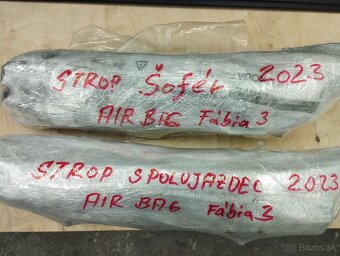 STROP Šofér 2023
AIR BAG Fábia 3
STROP SPOLUJAZDEC 2023
AIR BAG Fábia 3
Bazos.sk